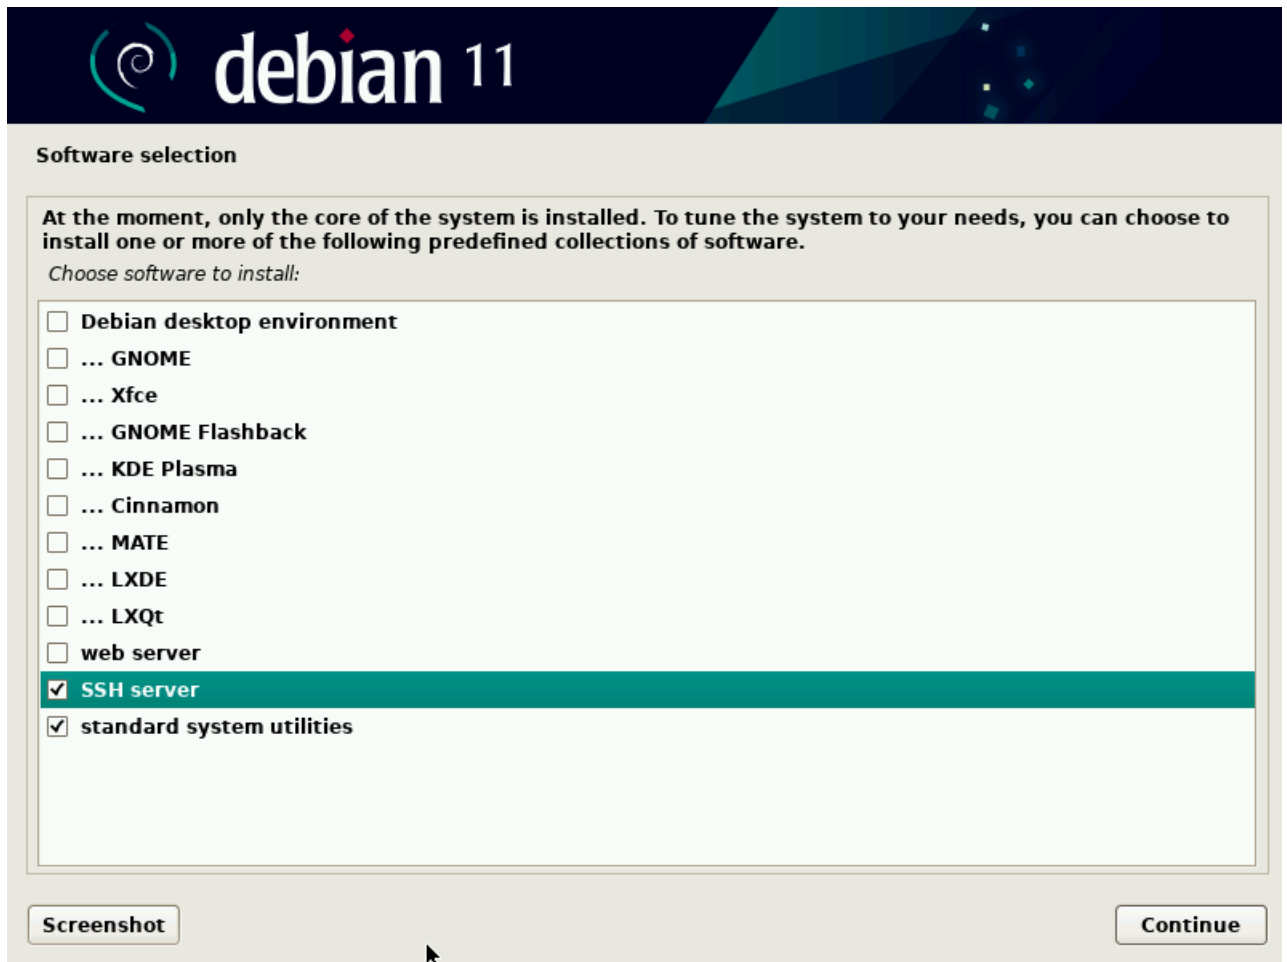 debian 11
Software selection
At the moment, only the core of the system is installed. To tune the system to your needs, you can choose to
install one or more of the following predefined collections of software.
Choose software to install:
Debian desktop environment
... GNOME
... Xfce
... GNOME Flashback
... KDE Plasma
... Cinnamon
... MATE
... LXDE
... LXQt
web server
SSH server
standard system utilities
Screenshot
Continue